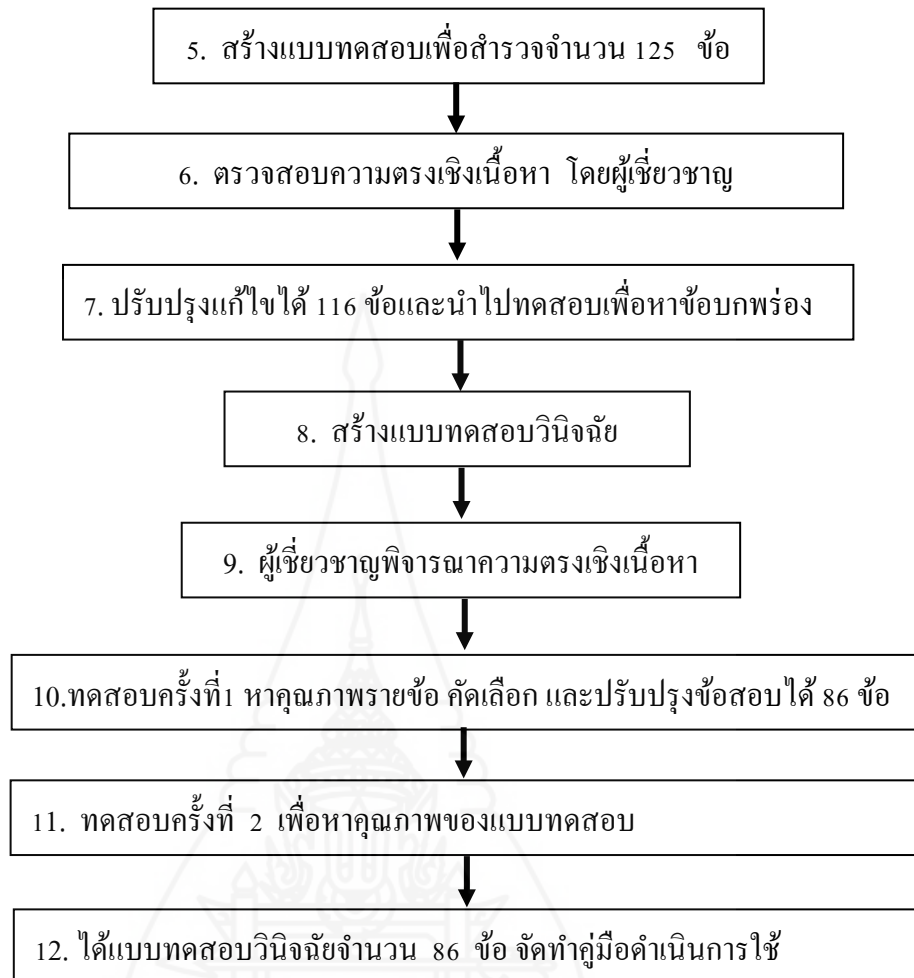 5. สร้างแบบทดสอบเพื่อสำรวจจำนวน 125 ข้อ
6. ตรวจสอบความตรงเชิงเนื้อหา โดยผู้เชี่ยวชาญ
7. ปรับปรุงแก้ไขได้ 116 ข้อและนำไปทดสอบเพื่อหาข้อบกพร่อง
8. สร้างแบบทดสอบวินิจฉัย
9. ผู้เชี่ยวชาญพิจารณาความตรงเชิงเนื้อหา
10.ทดสอบครั้งที่1 หาคุณภาพรายข้อ คัดเลือก และปรับปรุงข้อสอบได้ 86 ข้อ
11. ทดสอบครั้งที่ 2 เพื่อหาคุณภาพของแบบทดสอบ
12. ได้แบบทดสอบวินิจฉัยจำนวน 86 ข้อ จัดทำคู่มือดำเนินการใช้